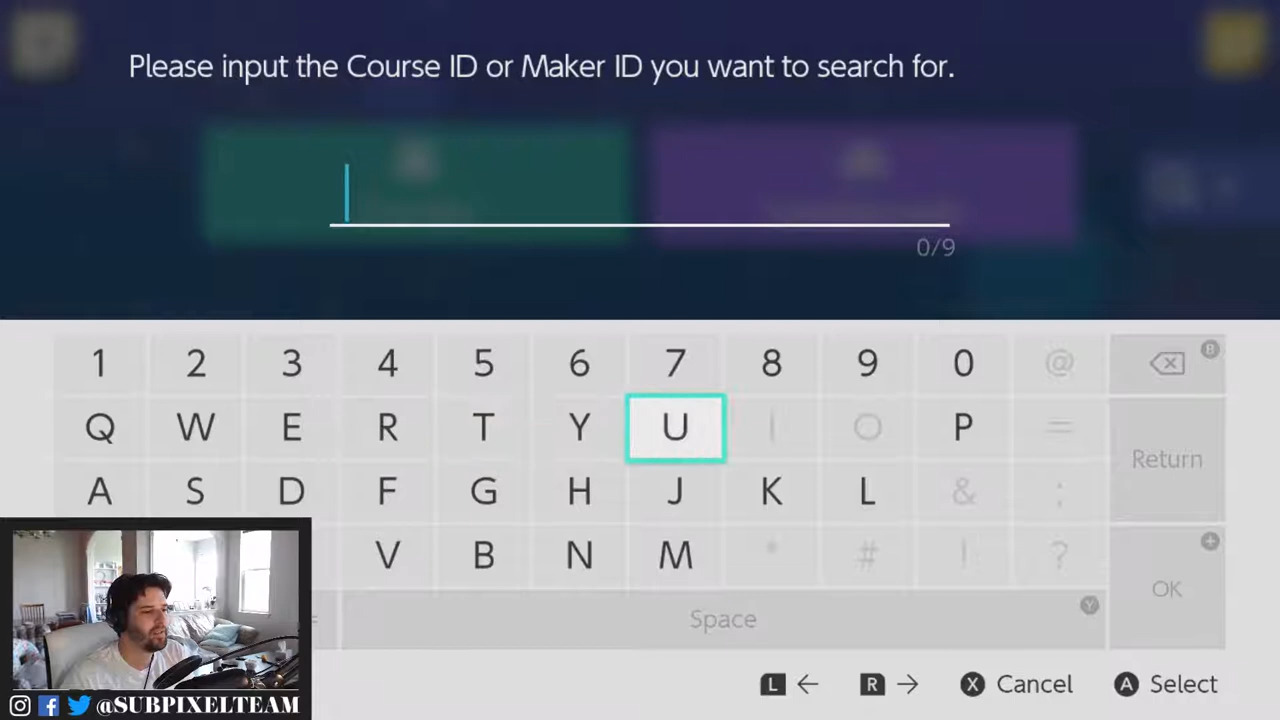 Please input the Course ID or Maker ID you want to search for.
0/9
1 2 3 4 5 6 7 8 9 0 @
B
Q W E R T Y U I O P =
Return
A S D F G H J K L & ;
V B N M * # ! ?
+
OK
Space
Y
L ← R → X Cancel A Select
@SUBPIXELTEAM